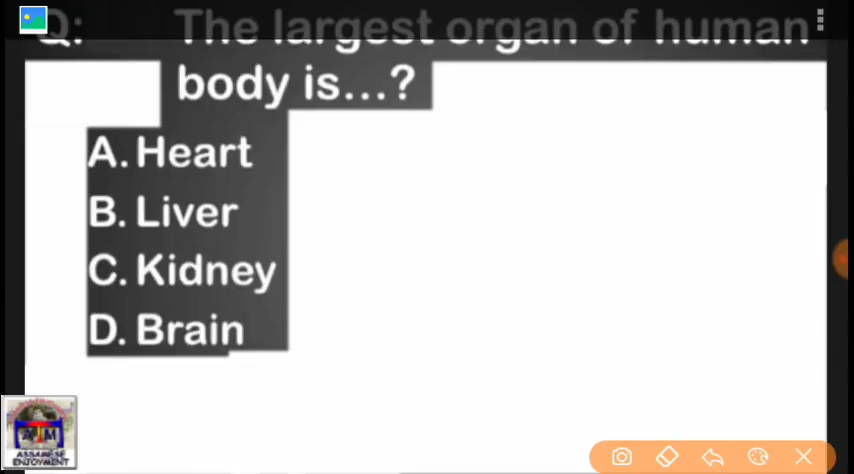 Q: The largest organ of human
body is...?
A. Heart
B. Liver
C. Kidney
D. Brain
ASSAMESE
ENJOYMENT